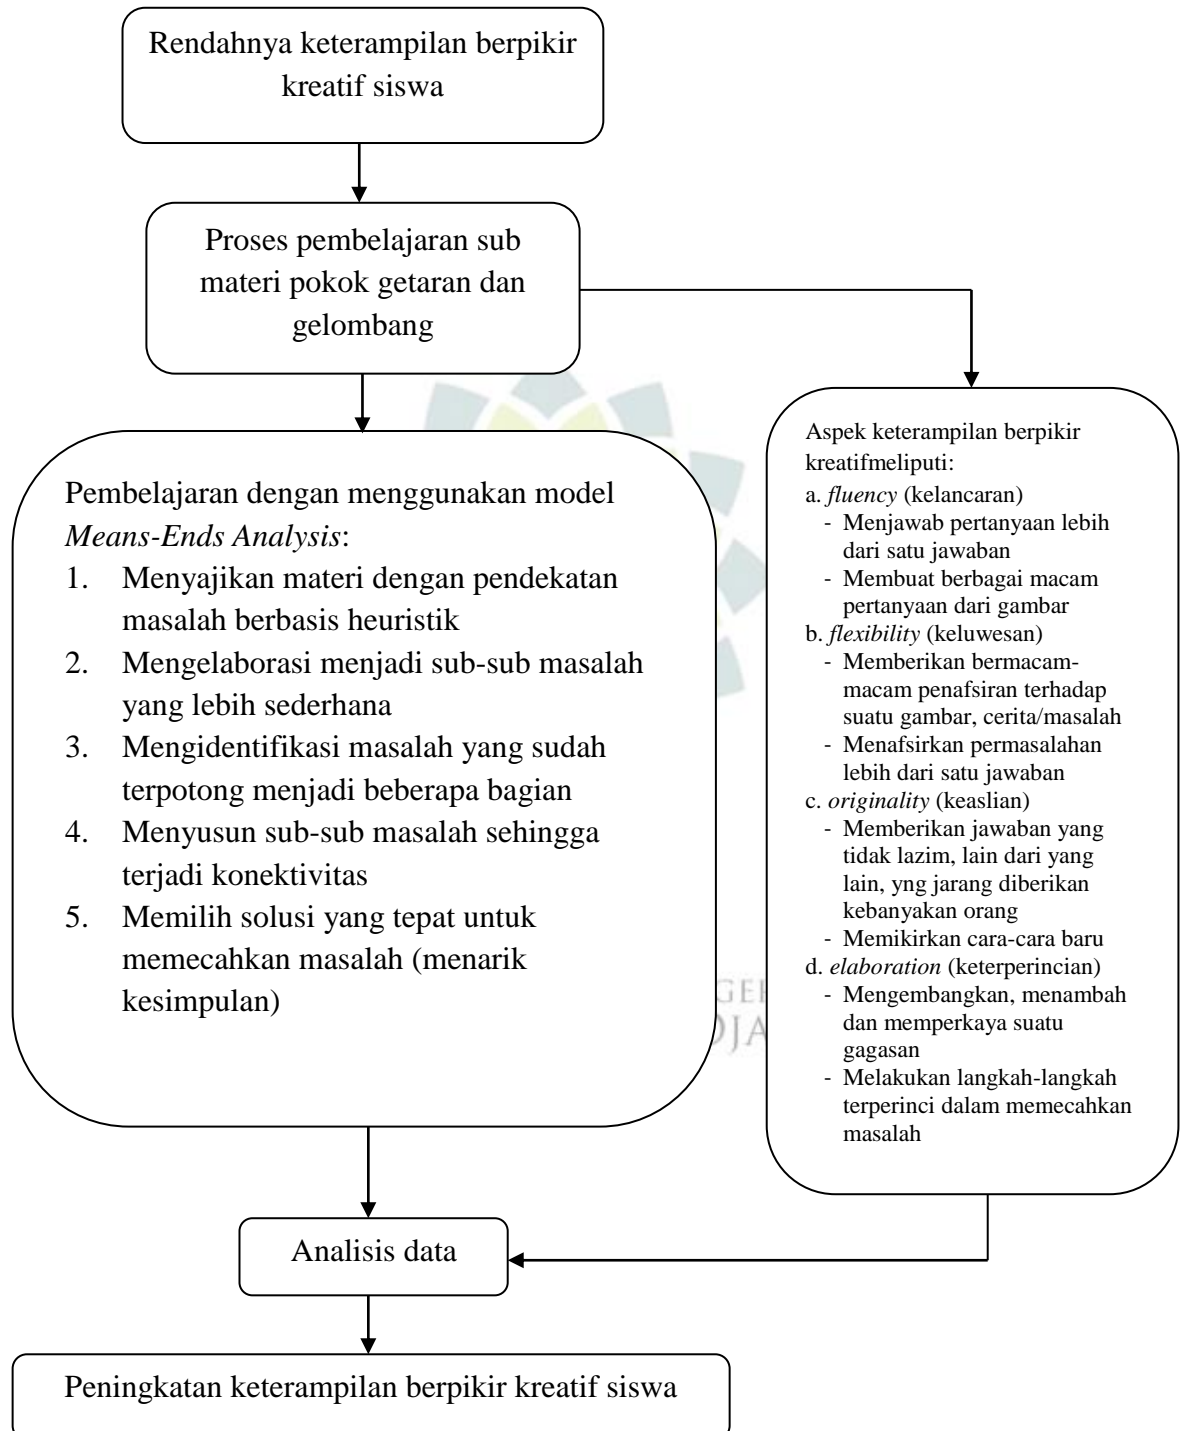 Rendahnya keterampilan berpikir
kreatif siswa
Proses pembelajaran sub
materi pokok getaran dan
gelombang
Pembelajaran dengan menggunakan model
Means-Ends Analysis:
1. Menyajikan materi dengan pendekatan
masalah berbasis heuristik
2. Mengelaborasi menjadi sub-sub masalah
yang lebih sederhana
3. Mengidentifikasi masalah yang sudah
terpotong menjadi beberapa bagian
4. Menyusun sub-sub masalah sehingga
terjadi konektivitas
5. Memilih solusi yang tepat untuk
memecahkan masalah (menarik
kesimpulan)
Aspek keterampilan berpikir
kreatifmeliputi:
a. fluency (kelancaran)
- Menjawab pertanyaan lebih
dari satu jawaban
- Membuat berbagai macam
pertanyaan dari gambar
b. flexibility (keluwesan)
- Memberikan bermacam-
macam penafsiran terhadap
suatu gambar, cerita/masalah
- Menafsirkan permasalahan
lebih dari satu jawaban
c. originality (keaslian)
- Memberikan jawaban yang
tidak lazim, lain dari yang
lain, yng jarang diberikan
kebanyakan orang
- Memikirkan cara-cara baru
d. elaboration (keterperincian)
- Mengembangkan, menambah
dan memperkaya suatu
gagasan
- Melakukan langkah-langkah
terperinci dalam memecahkan
masalah
Analisis data
Peningkatan keterampilan berpikir kreatif siswa